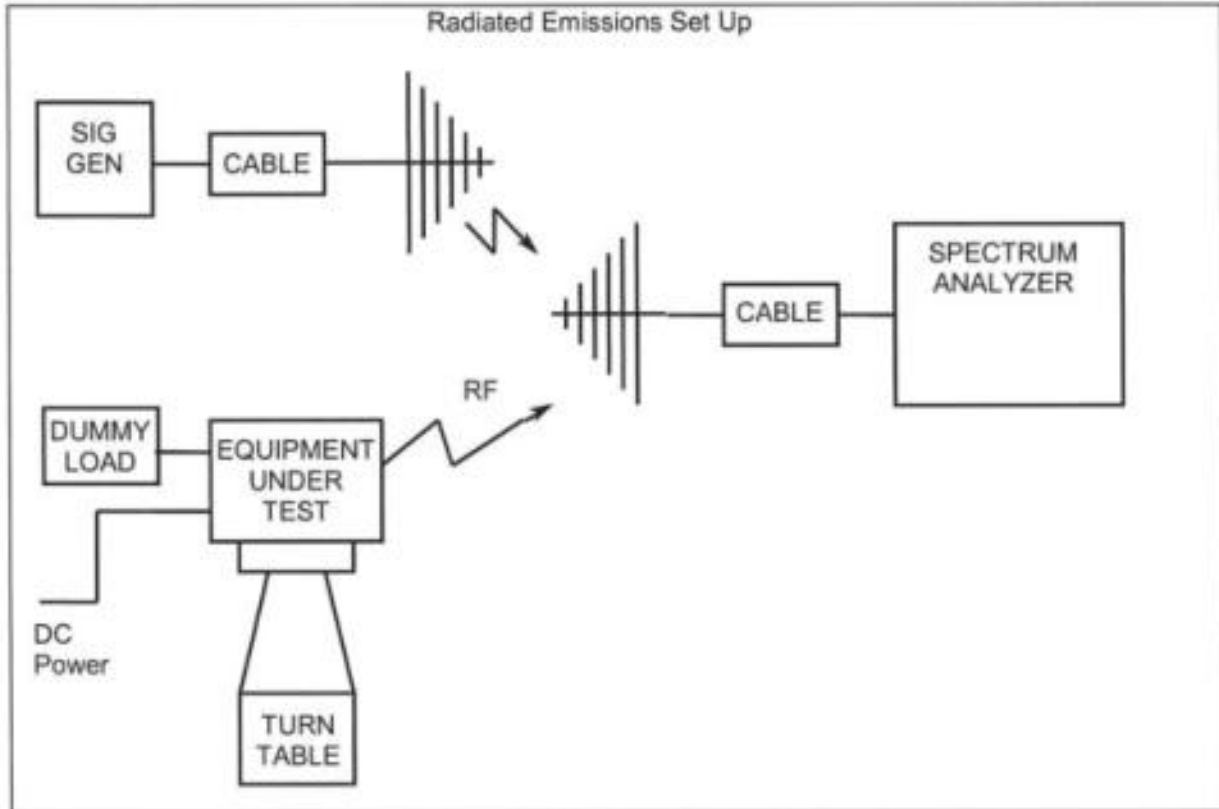 Radiated Emissions Set Up
SIG
GEN
CABLE
SPECTRUM
ANALYZER
CABLE
RF
DUMMY
LOAD
EQUIPMENT
UNDER
TEST
DC
Power
TURN
TABLE